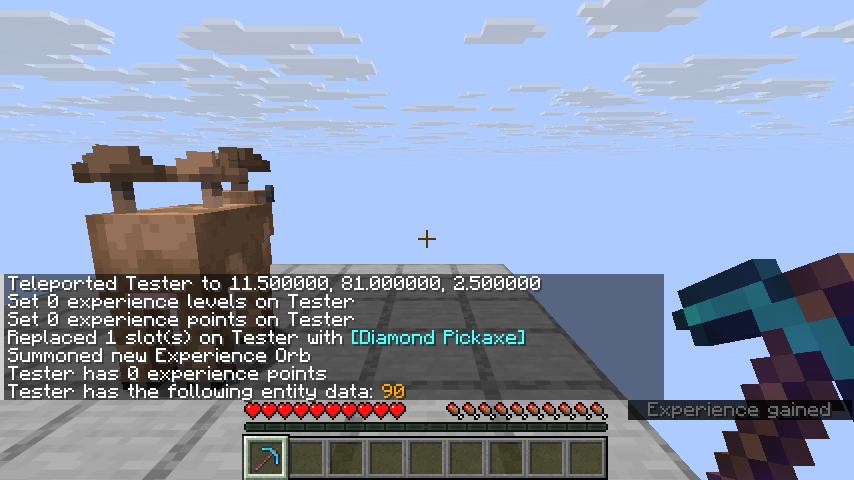 Teleported Tester to 11.500000, 81.000000, 2.500000
Set 0 experience levels on Tester
Set 0 experience points on Tester
Replaced 1 slot(s) on Tester with [Diamond Pickaxe]
Summoned new Experience Orb
Tester has 0 experience points
Tester has the following entity data: 90
Experience gained